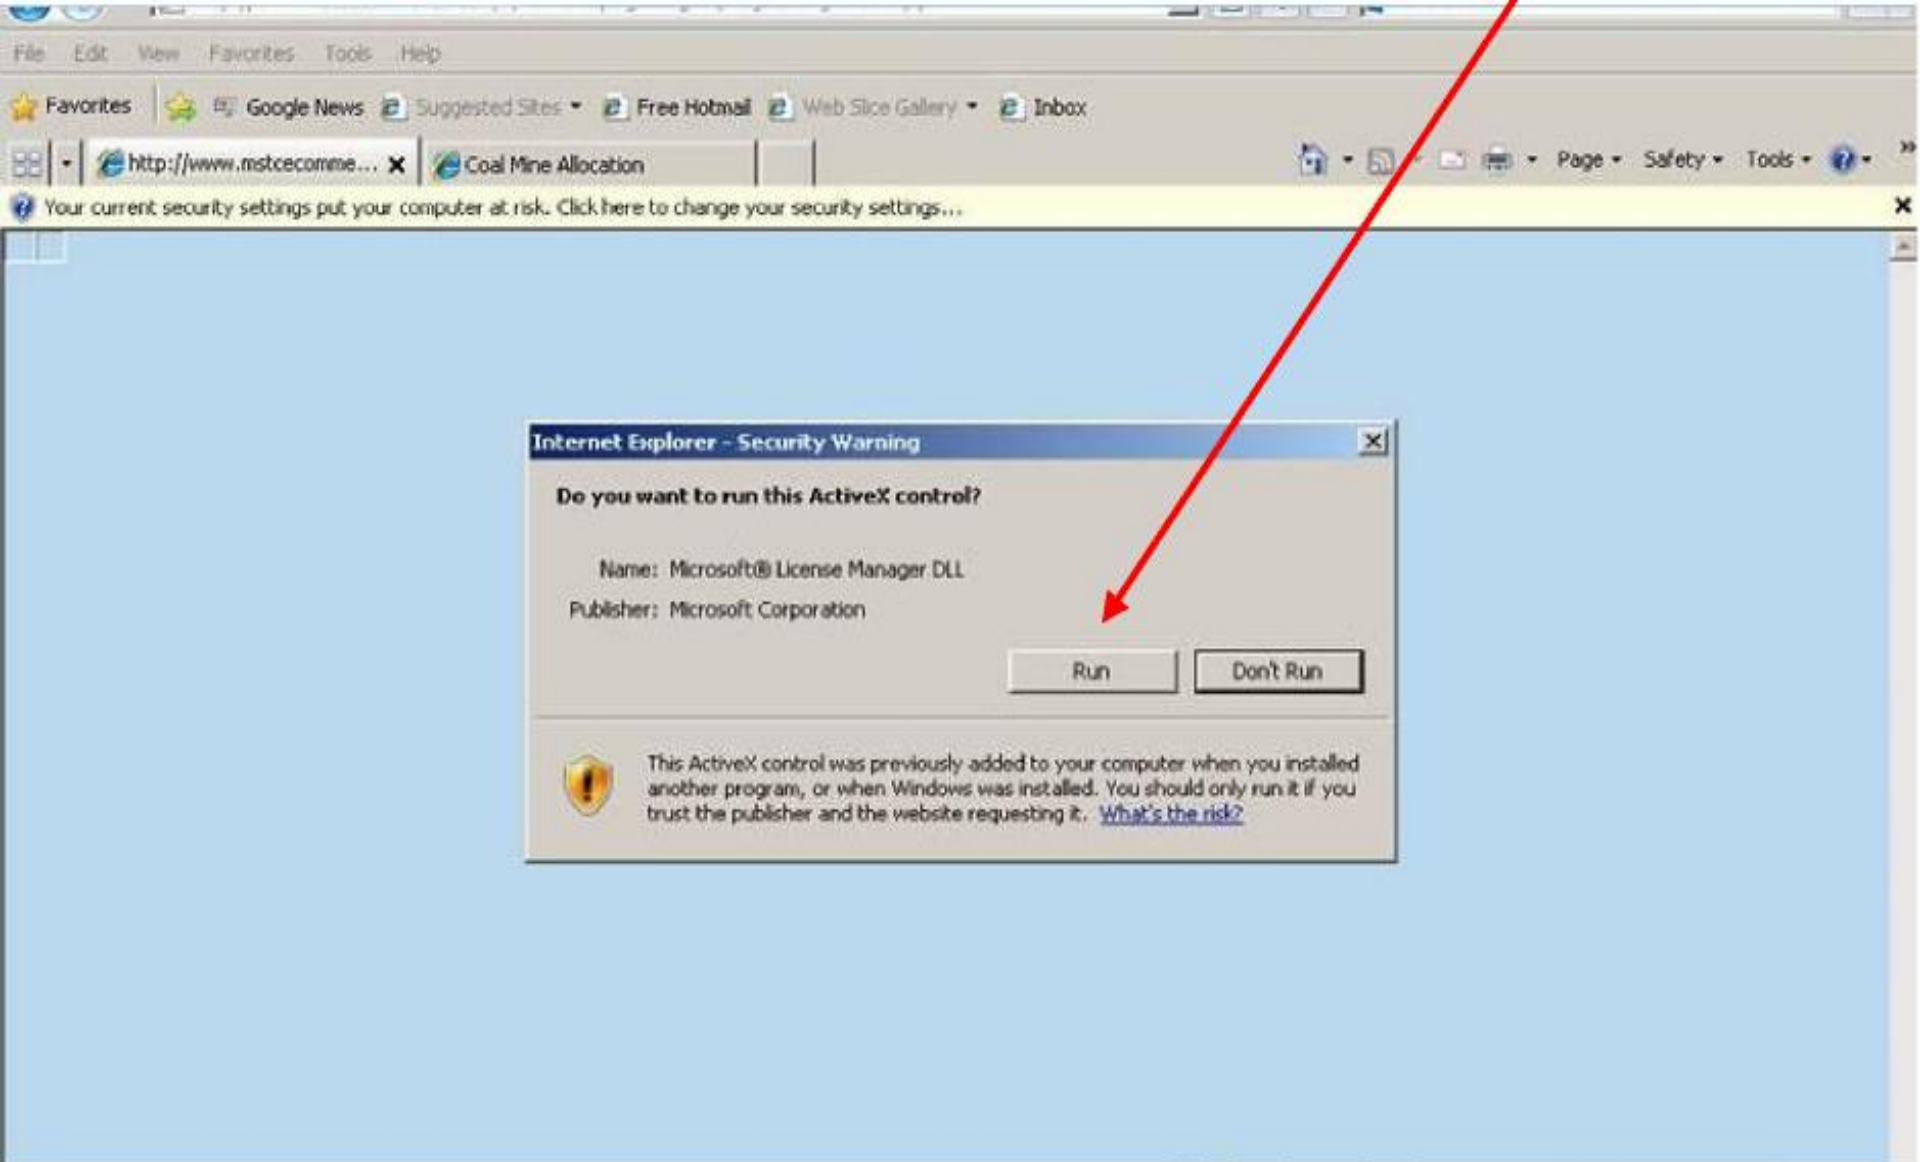 File Edit View Favorites Tools Help
Favorites Google News Suggested Sites Free Hotmail Web Slice Gallery Inbox
http://www.mstcecomme... Coal Mine Allocation Page Safety Tools
Your current security settings put your computer at risk. Click here to change your security settings...
Internet Explorer - Security Warning
Do you want to run this ActiveX control?
Name: Microsoft® License Manager DLL
Publisher: Microsoft Corporation
Run Don't Run
This ActiveX control was previously added to your computer when you installed
another program, or when Windows was installed. You should only run it if you
trust the publisher and the website requesting it. What's the risk?